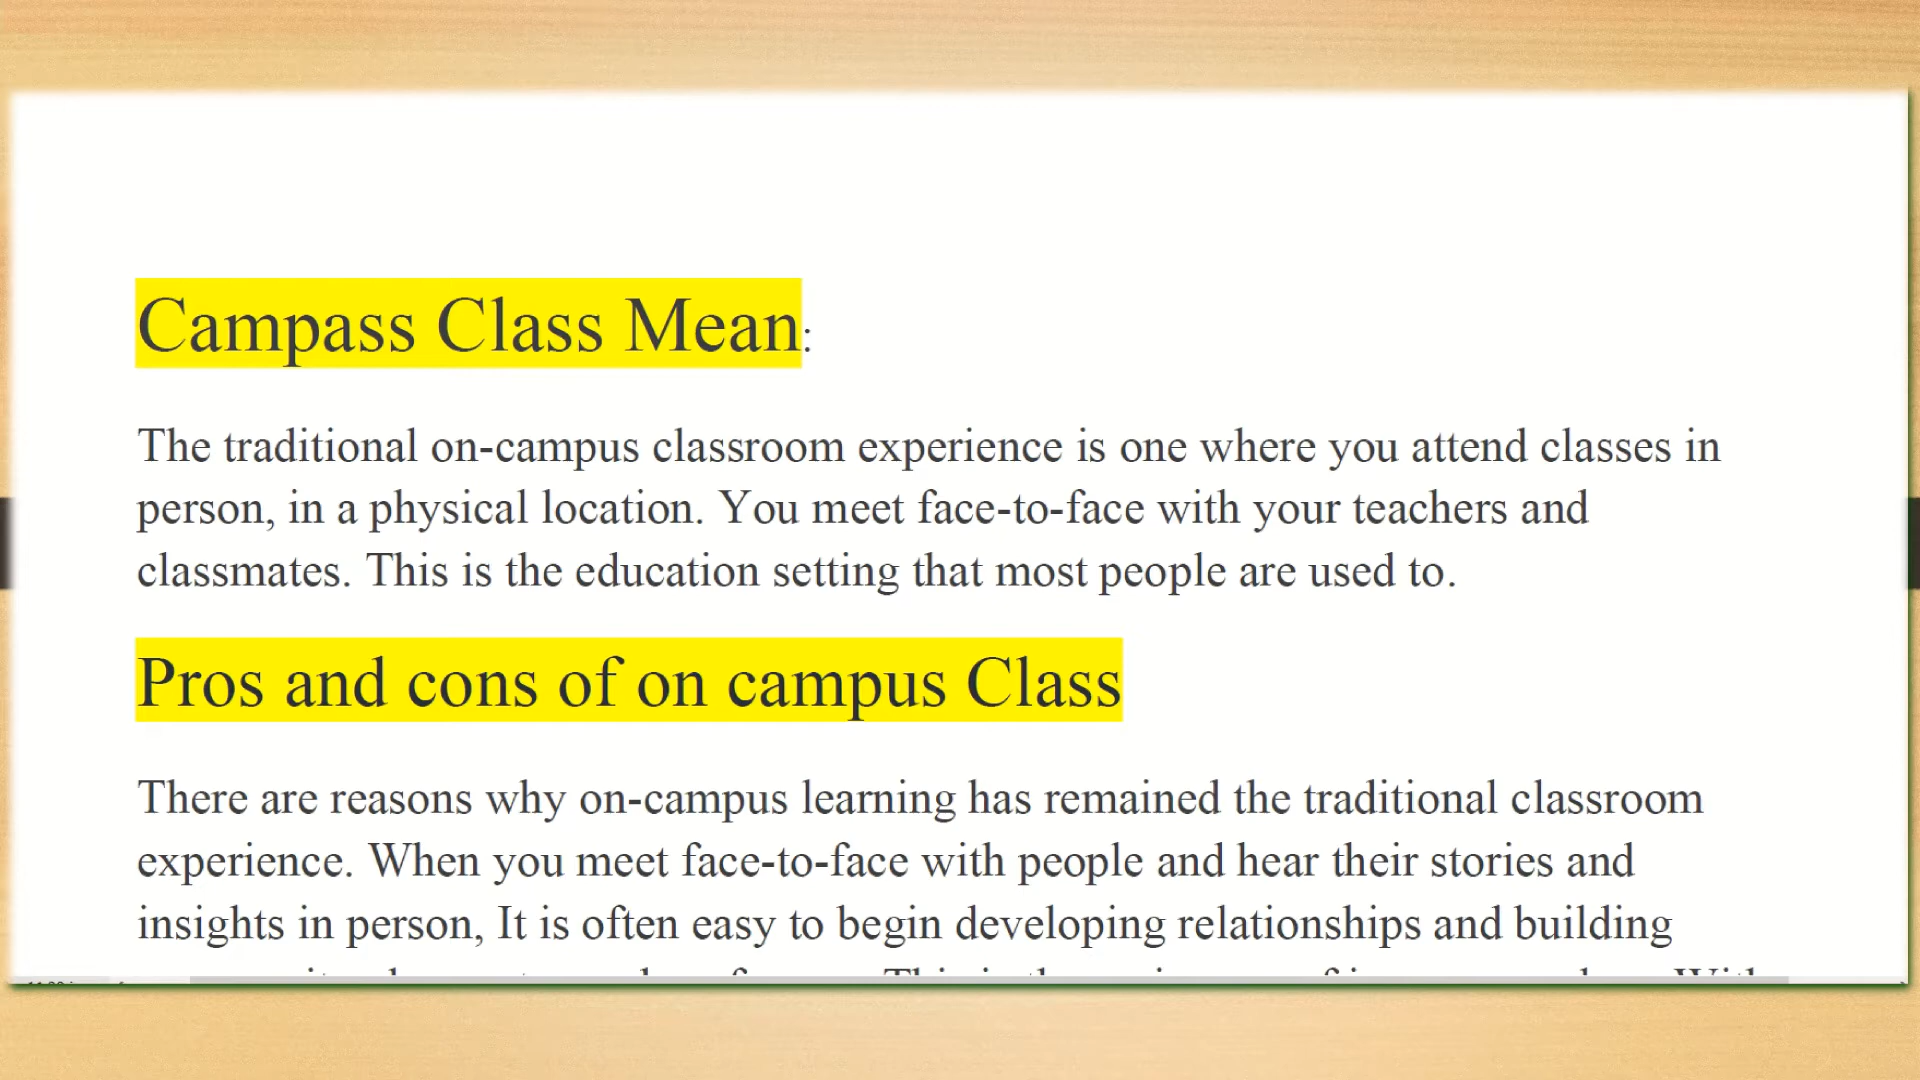 Campass Class Mean:
The traditional on-campus classroom experience is one where you attend classes in
person, in a physical location. You meet face-to-face with your teachers and
classmates. This is the education setting that most people are used to.
Pros and cons of on campus Class
There are reasons why on-campus learning has remained the traditional classroom
experience. When you meet face-to-face with people and hear their stories and
insights in person, It is often easy to begin developing relationships and building